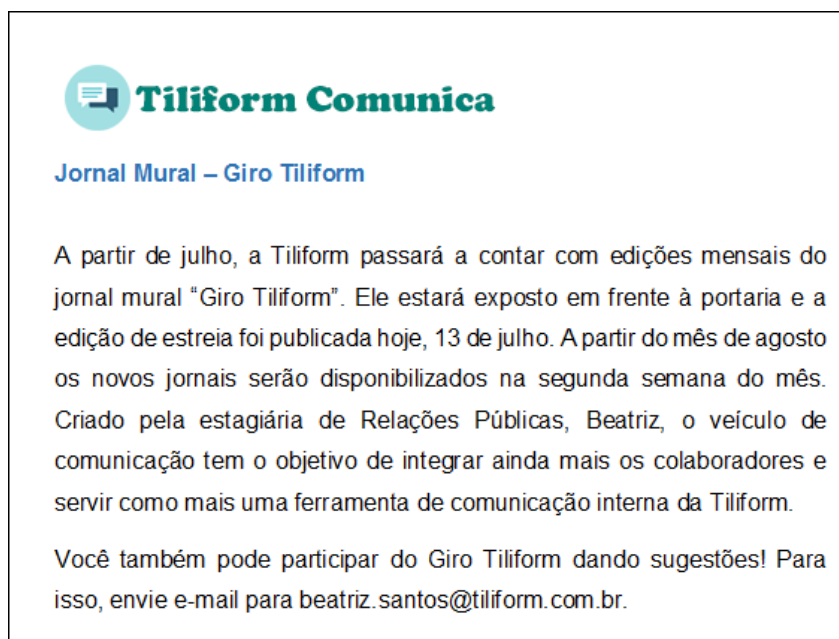 Tiliform Comunica
Jornal Mural – Giro Tiliform
A partir de julho, a Tiliform passará a contar com edições mensais do
jornal mural “Giro Tiliform”. Ele estará exposto em frente à portaria e a
edição de estreia foi publicada hoje, 13 de julho. A partir do mês de agosto
os novos jornais serão disponibilizados na segunda semana do mês.
Criado pela estagiária de Relações Públicas, Beatriz, o veículo de
comunicação tem o objetivo de integrar ainda mais os colaboradores e
servir como mais uma ferramenta de comunicação interna da Tiliform.
Você também pode participar do Giro Tiliform dando sugestões! Para
isso, envie e-mail para beatriz.santos@tiliform.com.br.